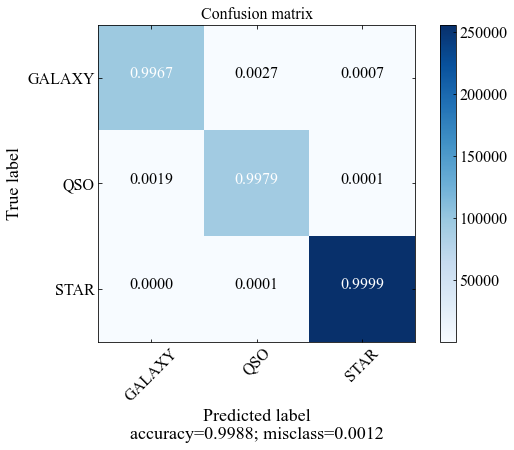 Confusion matrix
GALAXY 0.9967 0.0027 0.0007
QSO 0.0019 0.9979 0.0001
STAR 0.0000 0.0001 0.9999
True label
GALAXY QSO STAR
Predicted label
accuracy=0.9988; misclass=0.0012
250000
200000
150000
100000
50000